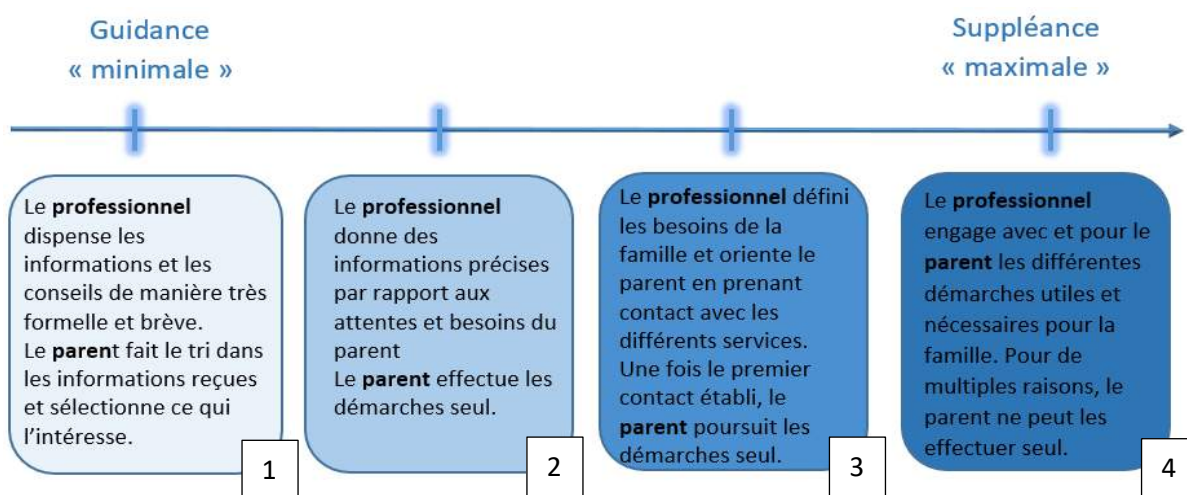 Guidance
« minimale »
Suppléance
« maximale »
Le professionnel
dispense les
informations et les
conseils de manière très
formelle et brève.
Le parent fait le tri dans
les informations reçues
et sélectionne ce qui
l'intéresse.
1
Le professionnel
donne des
informations précises
par rapport aux
attentes et besoins du
parent
Le parent effectue les
démarches seul.
2
Le professionnel défini
les besoins de la
famille et oriente le
parent en prenant
contact avec les
différents services.
Une fois le premier
contact établi, le
parent poursuit les
démarches seul.
3
Le professionnel
engage avec et pour le
parent les différentes
démarches utiles et
nécessaires pour la
famille. Pour de
multiples raisons, le
parent ne peut les
effectuer seul.
4